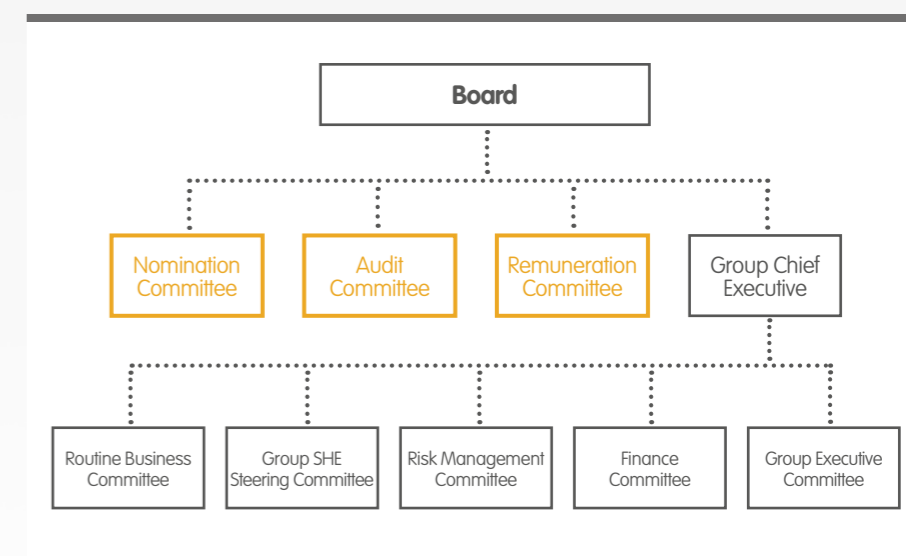 Board
Nomination
Committee
Audit
Committee
Remuneration
Committee
Group Chief
Executive
Routine Business
Committee
Group SHE
Steering Committee
Risk Management
Committee
Finance
Committee
Group Executive
Committee